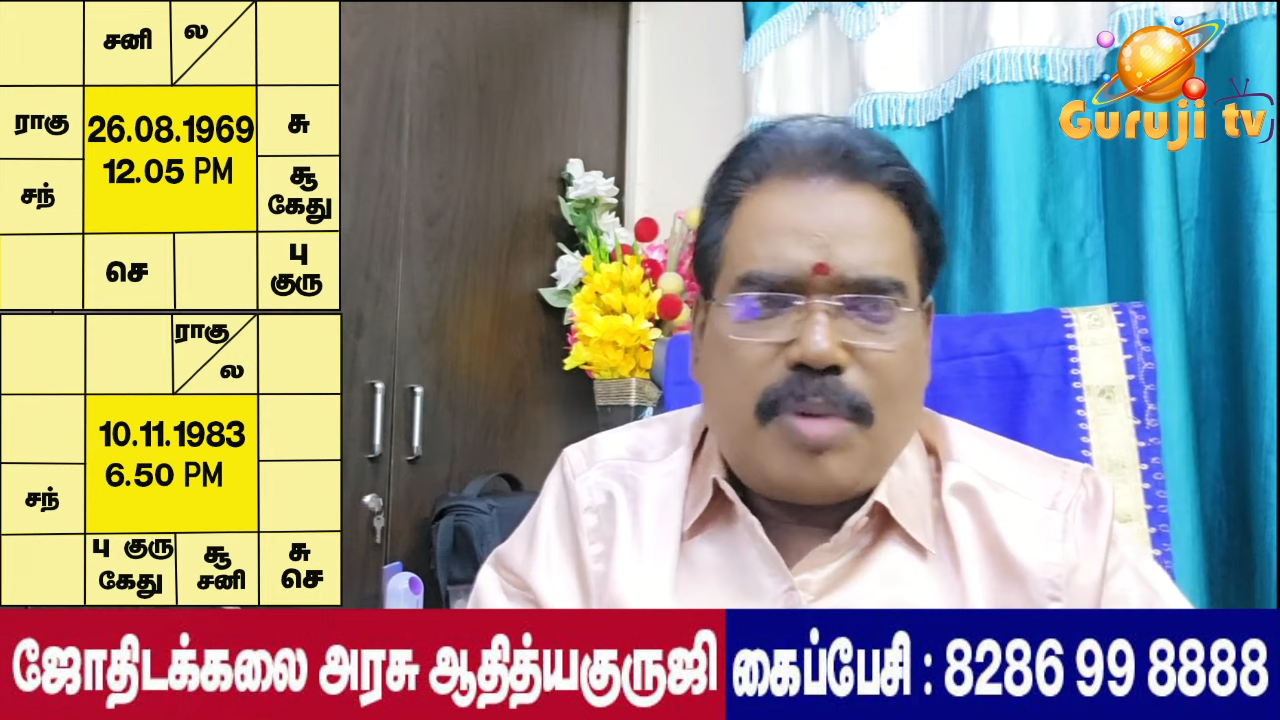 சனி
ல
ராகு
26.08.1969
12.05 PM
சு
சந்
சூ
கேது
செ
பு
குரு
ராகு
ல
10.11.1983
6.50 PM
சந்
பு குரு
கேது
சூ
சனி
சு
செ
Guruji tv
ஜோதிடக்கலை அரசு ஆதித்யகுருஜி
கைப்பேசி : 8286 99 8888